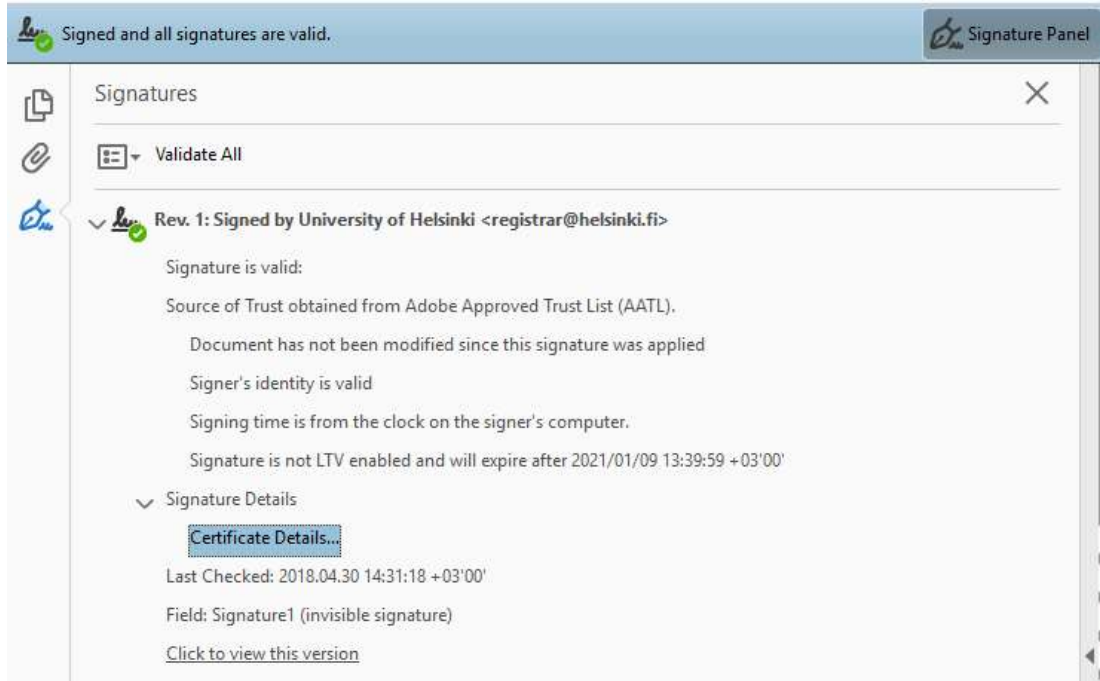 Signed and all signatures are valid.
Signature Panel
Signatures
Validate All
Rev. 1: Signed by University of Helsinki <registrar@helsinki.fi>
Signature is valid:
Source of Trust obtained from Adobe Approved Trust List (AATL).
Document has not been modified since this signature was applied
Signer's identity is valid
Signing time is from the clock on the signer's computer.
Signature is not LTV enabled and will expire after 2021/01/09 13:39:59 +03'00'
Signature Details
Certificate Details...
Last Checked: 2018.04.30 14:31:18 +03'00'
Field: Signature1 (invisible signature)
Click to view this version